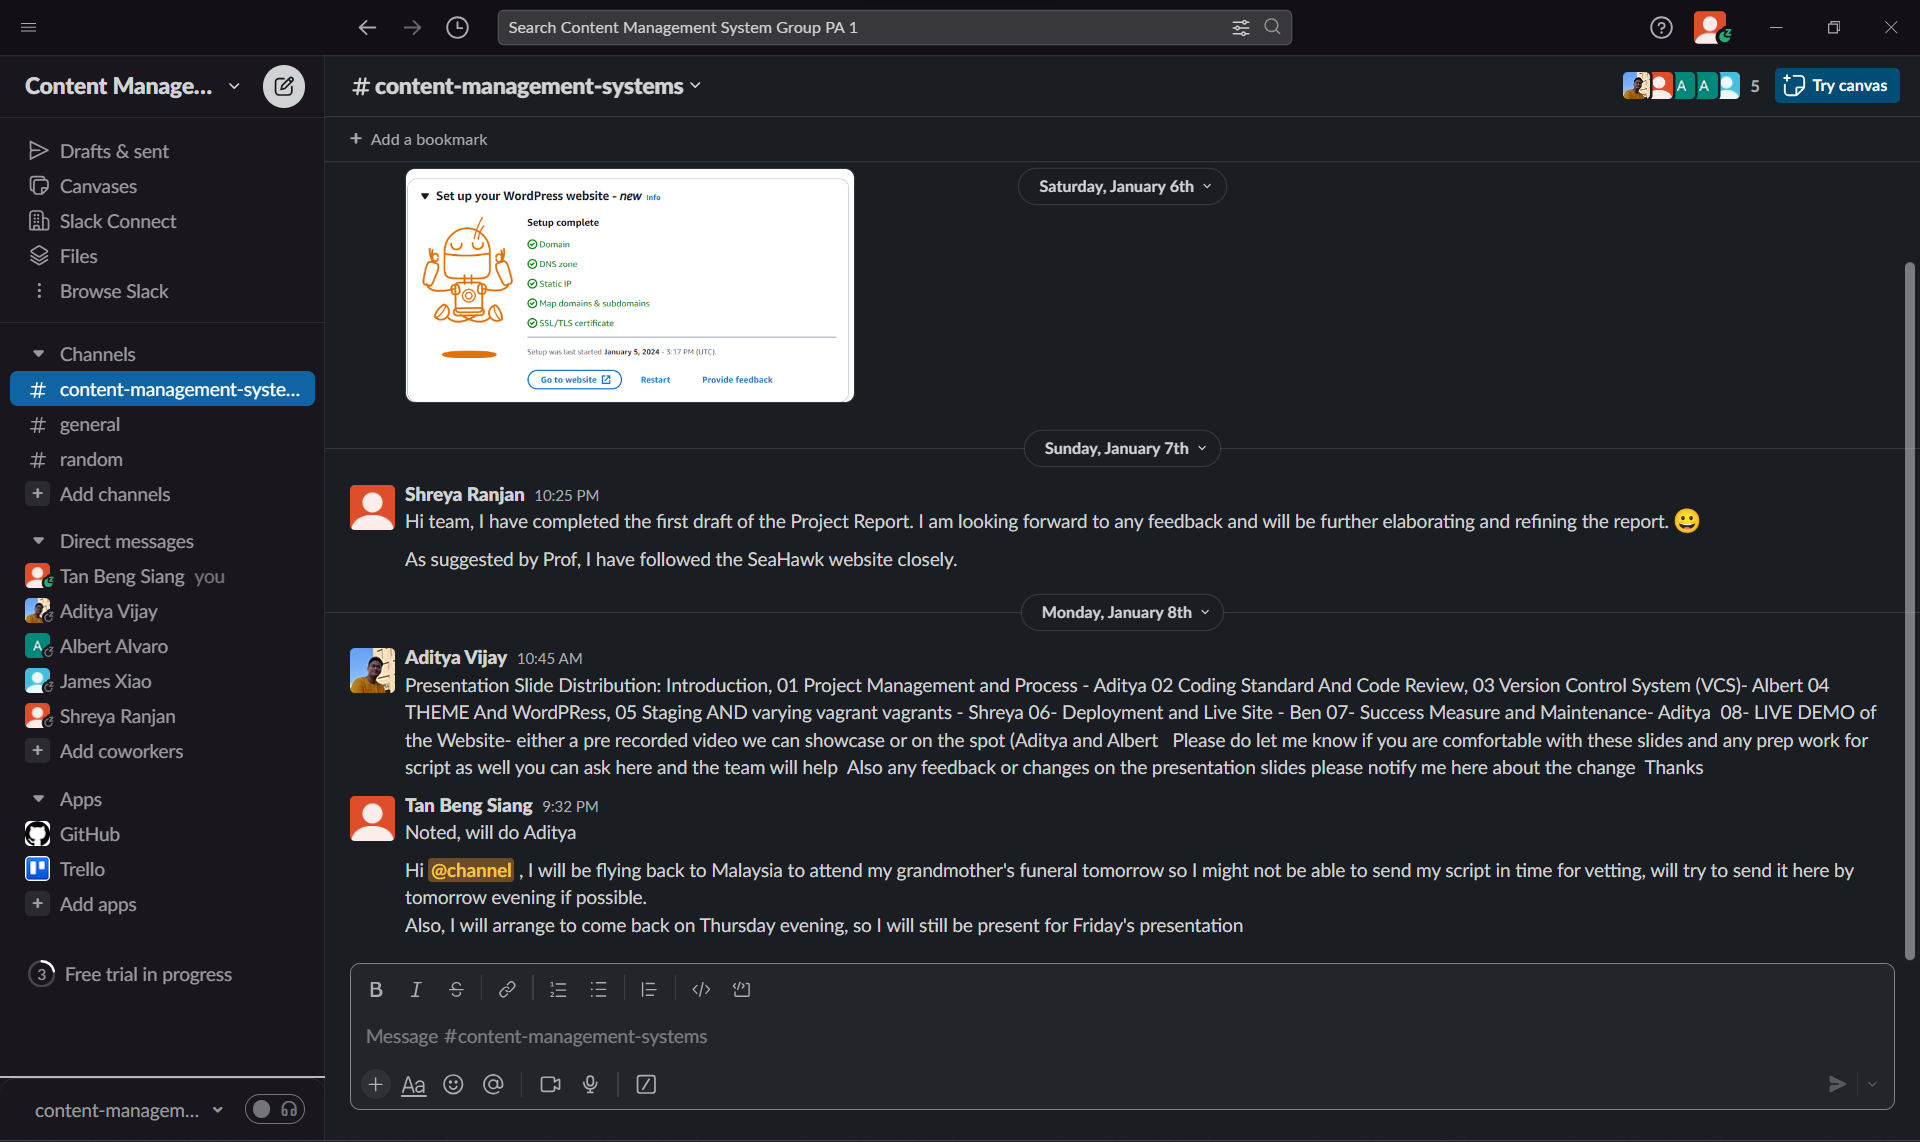 Search Content Management System Group PA 1
Content Manage...
# content-management-systems
5
Try canvas
+ Add a bookmark
Drafts & sent
Canvases
Slack Connect
Files
Browse Slack
Channels
# content-management-syste...
# general
# random
+ Add channels
Direct messages
Tan Beng Siang you
Aditya Vijay
A Albert Alvaro
James Xiao
Shreya Ranjan
+ Add coworkers
Apps
GitHub
Trello
+ Add apps
3 Free trial in progress
content-managem...
A A
Saturday, January 6th
Set up your WordPress website - new Info
Setup complete
Domain
DNS zone
Static IP
Map domains & subdomains
SSL/TLS certificate
Setup was last started January 5, 2024 - 3:17 PM (UTC).
Go to website
Restart
Provide feedback
Sunday, January 7th
Shreya Ranjan 10:25 PM
Hi team, I have completed the first draft of the Project Report. I am looking forward to any feedback and will be further elaborating and refining the report. 😀
As suggested by Prof, I have followed the SeaHawk website closely.
Monday, January 8th
Aditya Vijay 10:45 AM
Presentation Slide Distribution: Introduction, 01 Project Management and Process - Aditya 02 Coding Standard And Code Review, 03 Version Control System (VCS)- Albert 04
THEME And WordPRess, 05 Staging AND varying vagrant vagrants - Shreya 06- Deployment and Live Site - Ben 07- Success Measure and Maintenance- Aditya  08- LIVE DEMO of
the Website- either a pre recorded video we can showcase or on the spot (Aditya and Albert   Please do let me know if you are comfortable with these slides and any prep work for
script as well you can ask here and the team will help  Also any feedback or changes on the presentation slides please notify me here about the change  Thanks
Tan Beng Siang 9:32 PM
Noted, will do Aditya
Hi @channel , I will be flying back to Malaysia to attend my grandmother's funeral tomorrow so I might not be able to send my script in time for vetting, will try to send it here by
tomorrow evening if possible.
Also, I will arrange to come back on Thursday evening, so I will still be present for Friday's presentation
B I S
Message #content-management-systems
+ Aa @